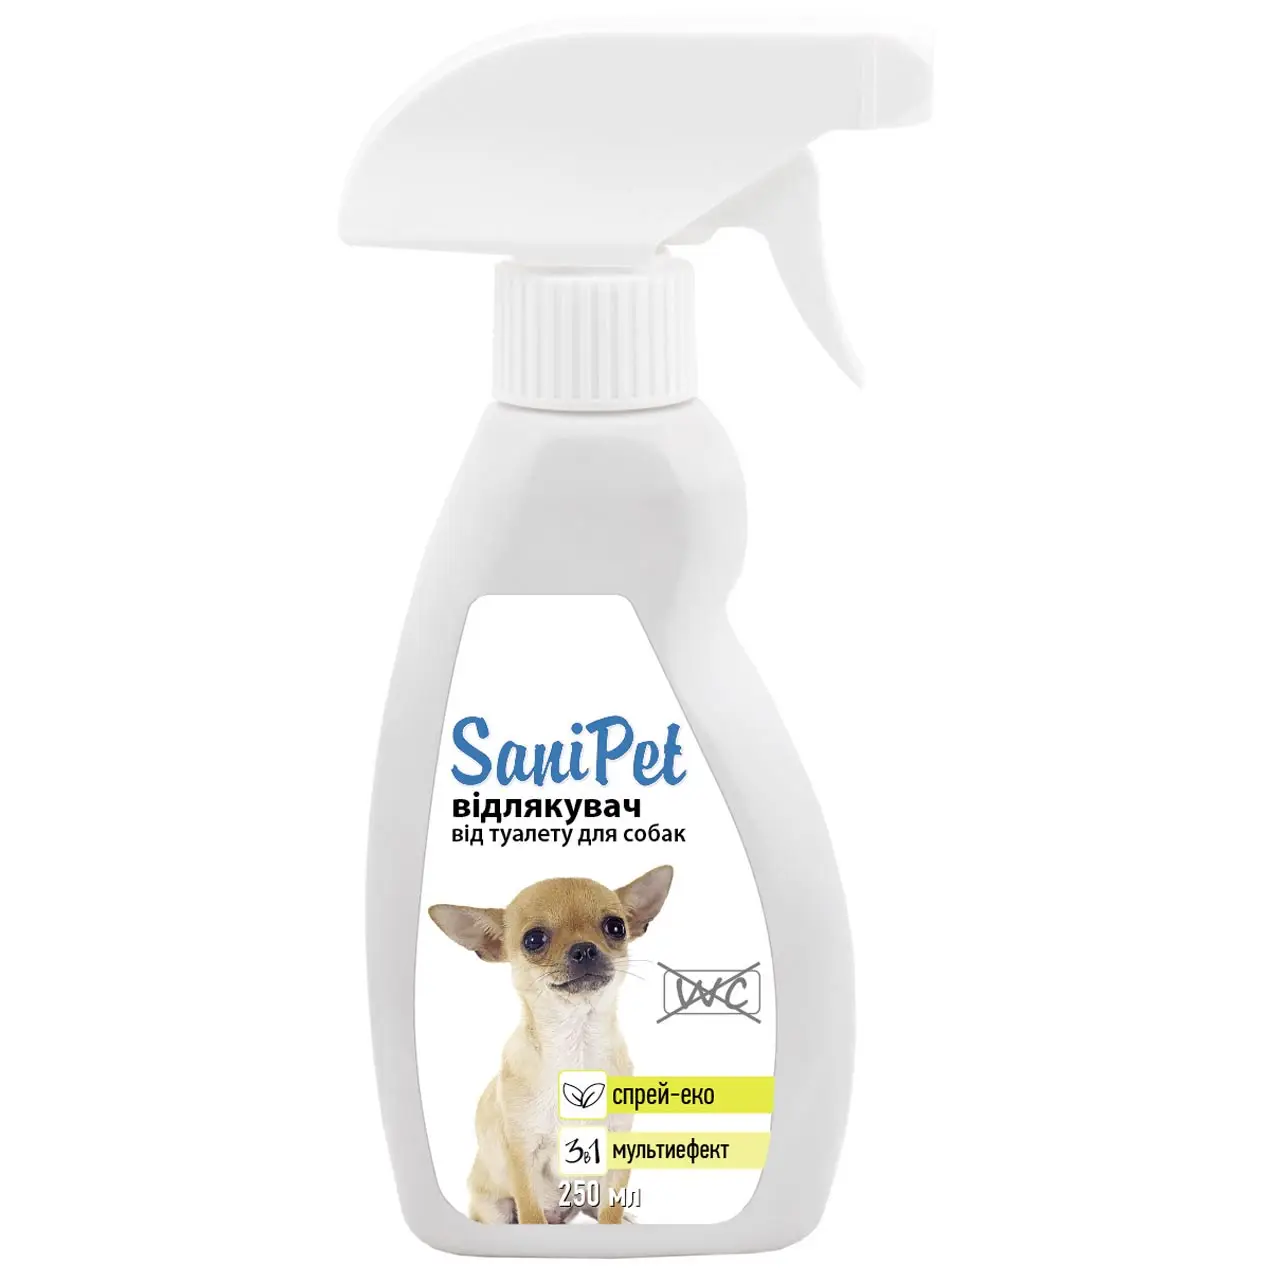 SaniPet
відлякувач
від туалету для собак
WC
спрей-еко
3в1 мультиефект
250 мл